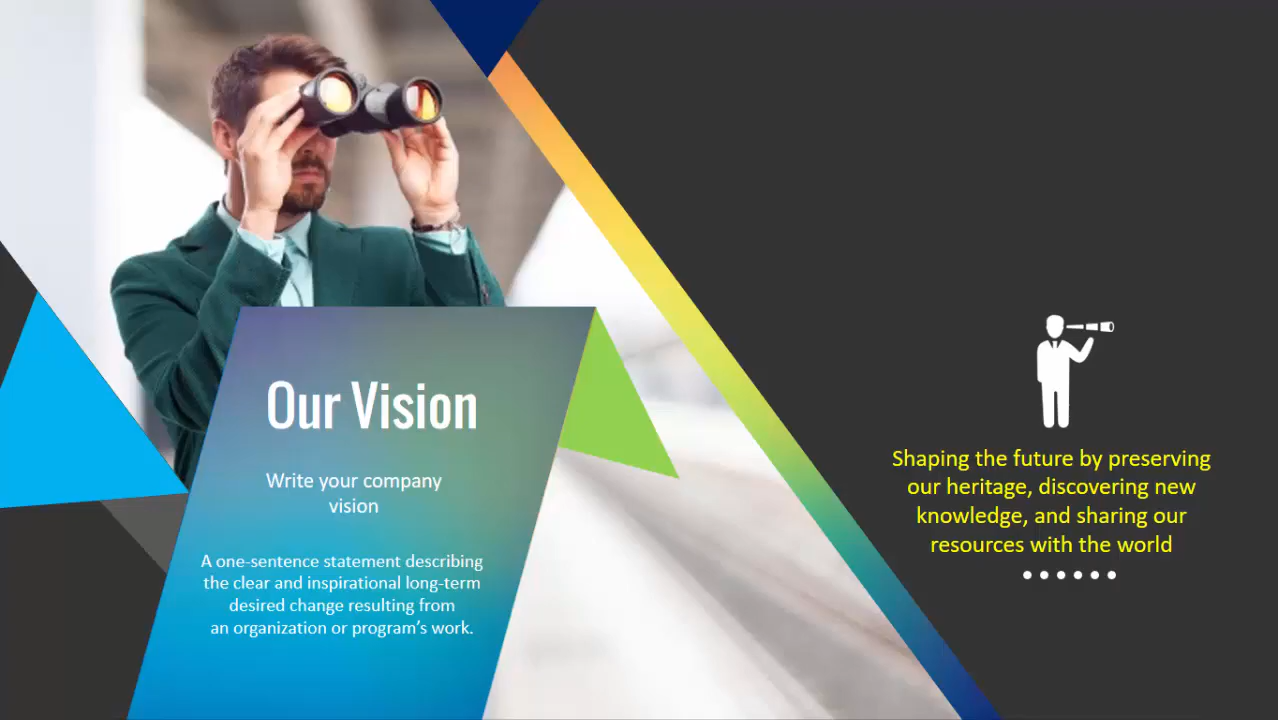 Our Vision
Write your company
vision
A one-sentence statement describing
the clear and inspirational long-term
desired change resulting from
an organization or program’s work.
Shaping the future by preserving
our heritage, discovering new
knowledge, and sharing our
resources with the world